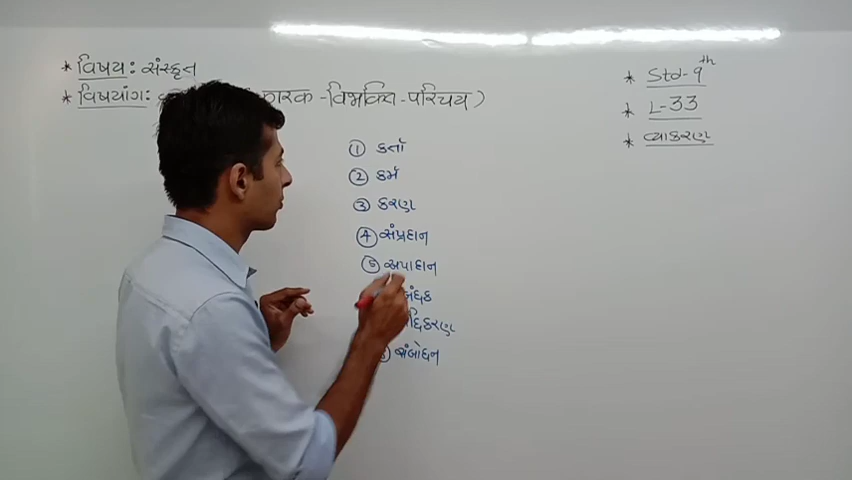 * વિષય: સંસ્કૃત
* વિષયાંગ: કારક -વિભક્તિ-પરિચય)
① કર્તા
② કર્મ
③ કરણ
④ સંપ્રદાન
⑤ અપાદાન
બંધક
ધિકરણ
સંબોધન
* Std-9th
* L-33
* વ્યાકરણ